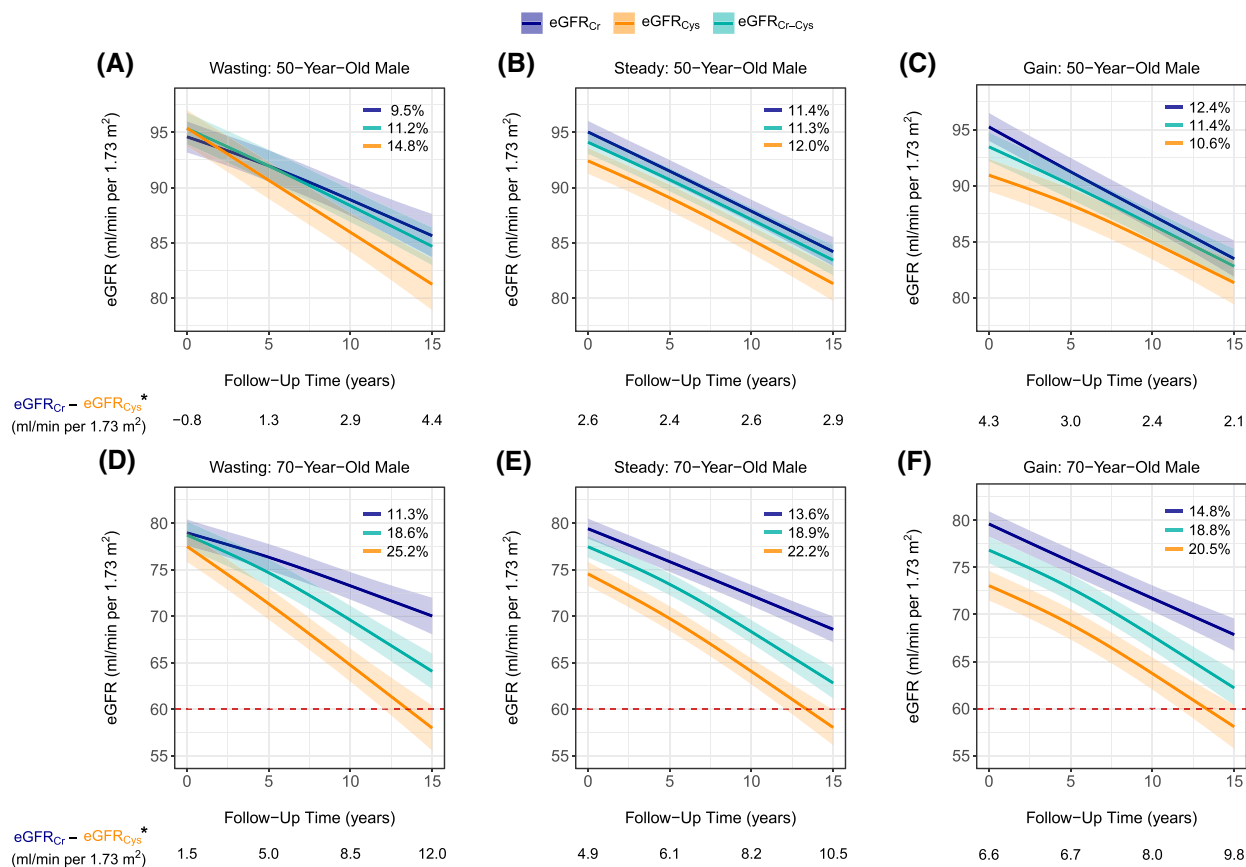 eGFRCr eGFRCys eGFRCr–Cys
(A) Wasting: 50−Year−Old Male
9.5%
11.2%
14.8%
eGFR (ml/min per 1.73 m2)
95
90
85
80
0 5 10 15
Follow−Up Time (years)
(B) Steady: 50−Year−Old Male
11.4%
11.3%
12.0%
eGFR (ml/min per 1.73 m2)
95
90
85
80
0 5 10 15
Follow−Up Time (years)
(C) Gain: 50−Year−Old Male
12.4%
11.4%
10.6%
eGFR (ml/min per 1.73 m2)
95
90
85
80
0 5 10 15
Follow−Up Time (years)
eGFRCr − eGFRCys*
(ml/min per 1.73 m2)
−0.8 1.3 2.9 4.4 2.6 2.4 2.6 2.9 4.3 3.0 2.4 2.1
(D) Wasting: 70−Year−Old Male
11.3%
18.6%
25.2%
eGFR (ml/min per 1.73 m2)
80
75
70
65
60
55
0 5 10 15
Follow−Up Time (years)
(E) Steady: 70−Year−Old Male
13.6%
18.9%
22.2%
eGFR (ml/min per 1.73 m2)
80
75
70
65
60
55
0 5 10 15
Follow−Up Time (years)
(F) Gain: 70−Year−Old Male
14.8%
18.8%
20.5%
eGFR (ml/min per 1.73 m2)
80
75
70
65
60
55
0 5 10 15
Follow−Up Time (years)
eGFRCr − eGFRCys*
(ml/min per 1.73 m2)
1.5 5.0 8.5 12.0 4.9 6.1 8.2 10.5 6.6 6.7 8.0 9.8